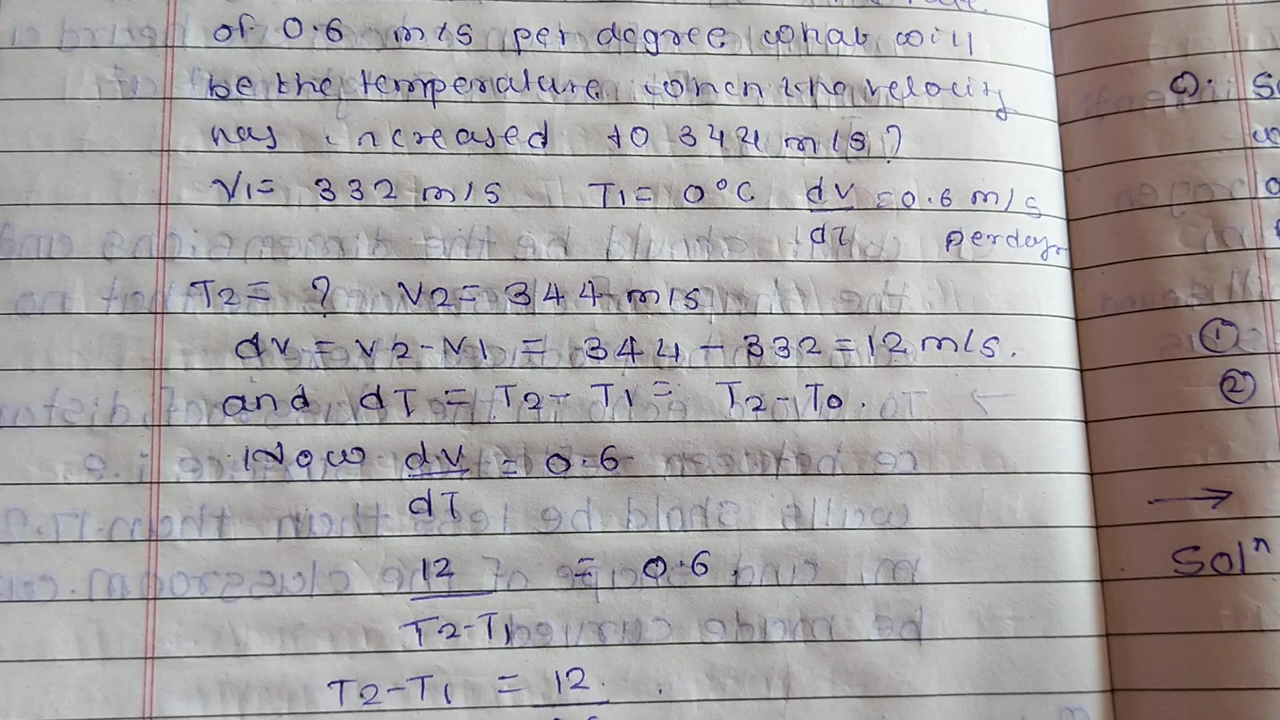 of 0.6 m/s per degree what will
be the temperature when the velocity
has increased to 344 m/s?
V1 = 332 m/s T1 = 0°C dv/dT = 0.6 m/s
per
T2 = ? V2 = 344 m/s
dv = V2 - V1 = 344 - 332 = 12 m/s.
and dT = T2 - T1 = T2 - T0.
Now dv/dT = 0.6
12/T2-T1 = 0.6
T2-T1 = 12
Q.
①
②
→
Solⁿ